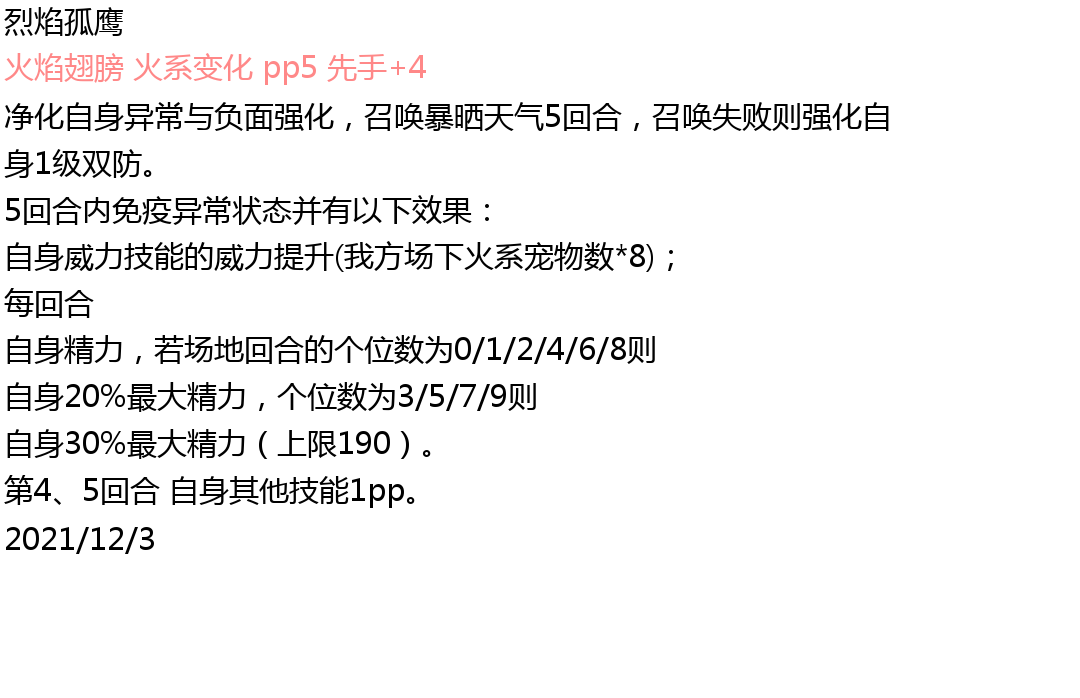 烈焰孤鹰
火焰翅膀 火系变化 pp5 先手+4
净化自身异常与负面强化，召唤暴晒天气5回合，召唤失败则强化自
身1级双防。
5回合内免疫异常状态并有以下效果：
自身威力技能的威力提升(我方场下火系宠物数*8)；
每回合
自身精力，若场地回合的个位数为0/1/2/4/6/8则
自身20%最大精力，个位数为3/5/7/9则
自身30%最大精力（上限190）。
第4、5回合 自身其他技能1pp。
2021/12/3